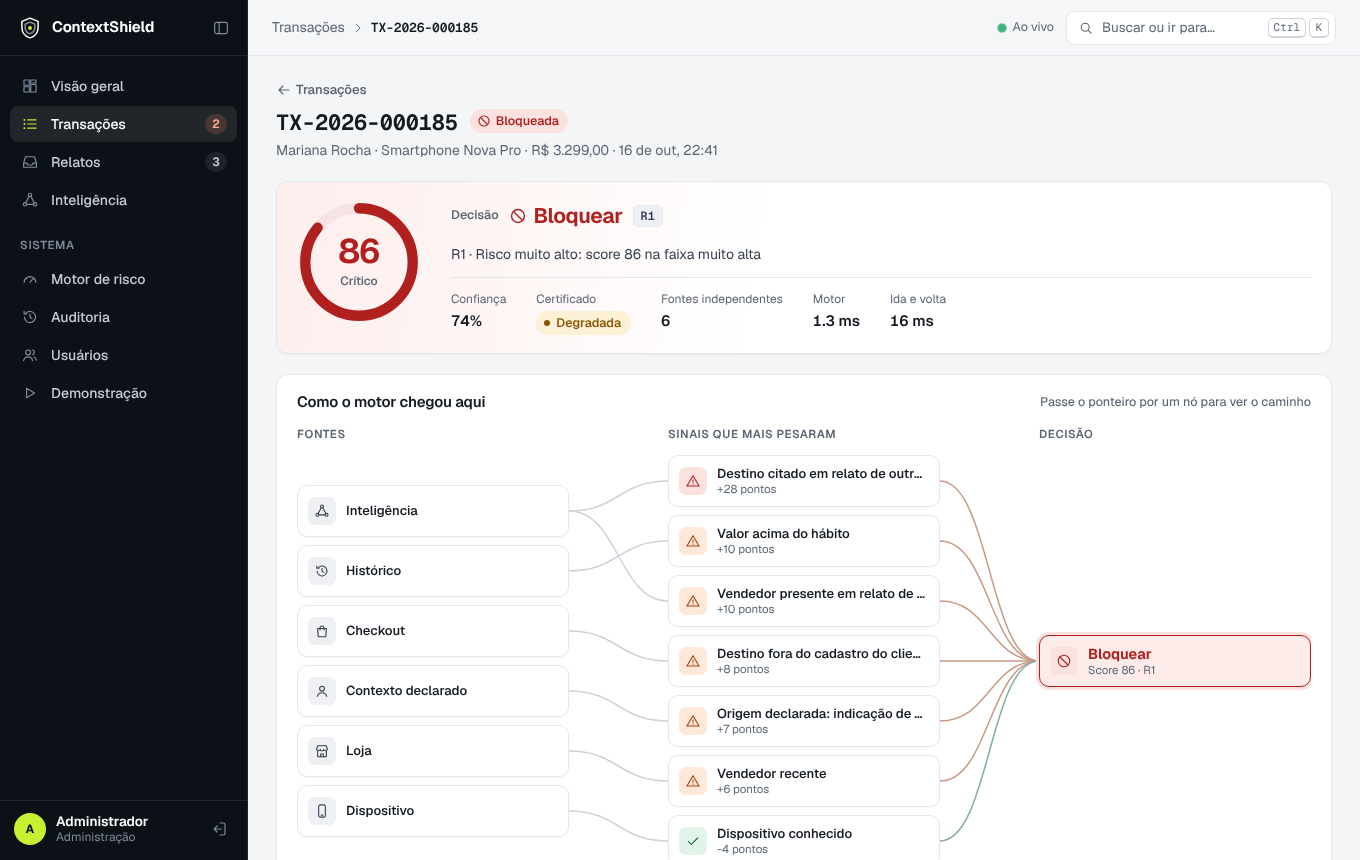 ContextShield
Visão geral
Transações 2
Relatos 3
Inteligência
SISTEMA
Motor de risco
Auditoria
Usuários
Demonstração
A
Administrador
Administração
Transações > TX-2026-000185
Ao vivo
Buscar ou ir para… Ctrl K
← Transações
TX-2026-000185 Bloqueada
Mariana Rocha · Smartphone Nova Pro · R$ 3.299,00 · 16 de out, 22:41
86
Crítico
Decisão Bloquear R1
R1 · Risco muito alto: score 86 na faixa muito alta
Confiança
74%
Certificado
Degradada
Fontes independentes
6
Motor
1.3 ms
Ida e volta
16 ms
Como o motor chegou aqui
Passe o ponteiro por um nó para ver o caminho
FONTES
Inteligência
Histórico
Checkout
Contexto declarado
Loja
Dispositivo
SINAIS QUE MAIS PESARAM
Destino citado em relato de outr…
+28 pontos
Valor acima do hábito
+10 pontos
Vendedor presente em relato de …
+10 pontos
Destino fora do cadastro do clie…
+8 pontos
Origem declarada: indicação de …
+7 pontos
Vendedor recente
+6 pontos
Dispositivo conhecido
-4 pontos
DECISÃO
Bloquear
Score 86 · R1